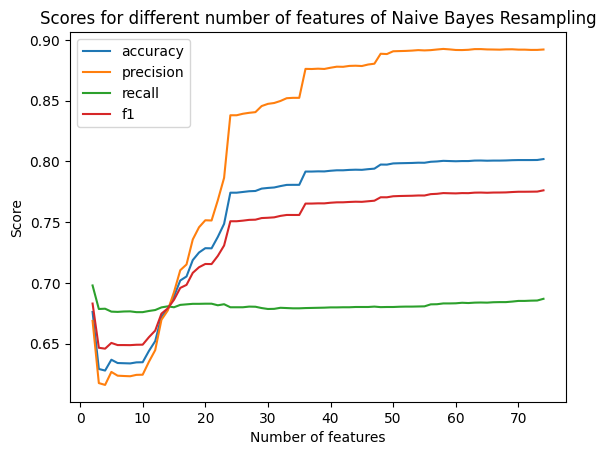 Scores for different number of features of Naive Bayes Resampling
accuracy
precision
recall
f1
0.90
0.85
0.80
0.75
0.70
0.65
Score
0 10 20 30 40 50 60 70
Number of features